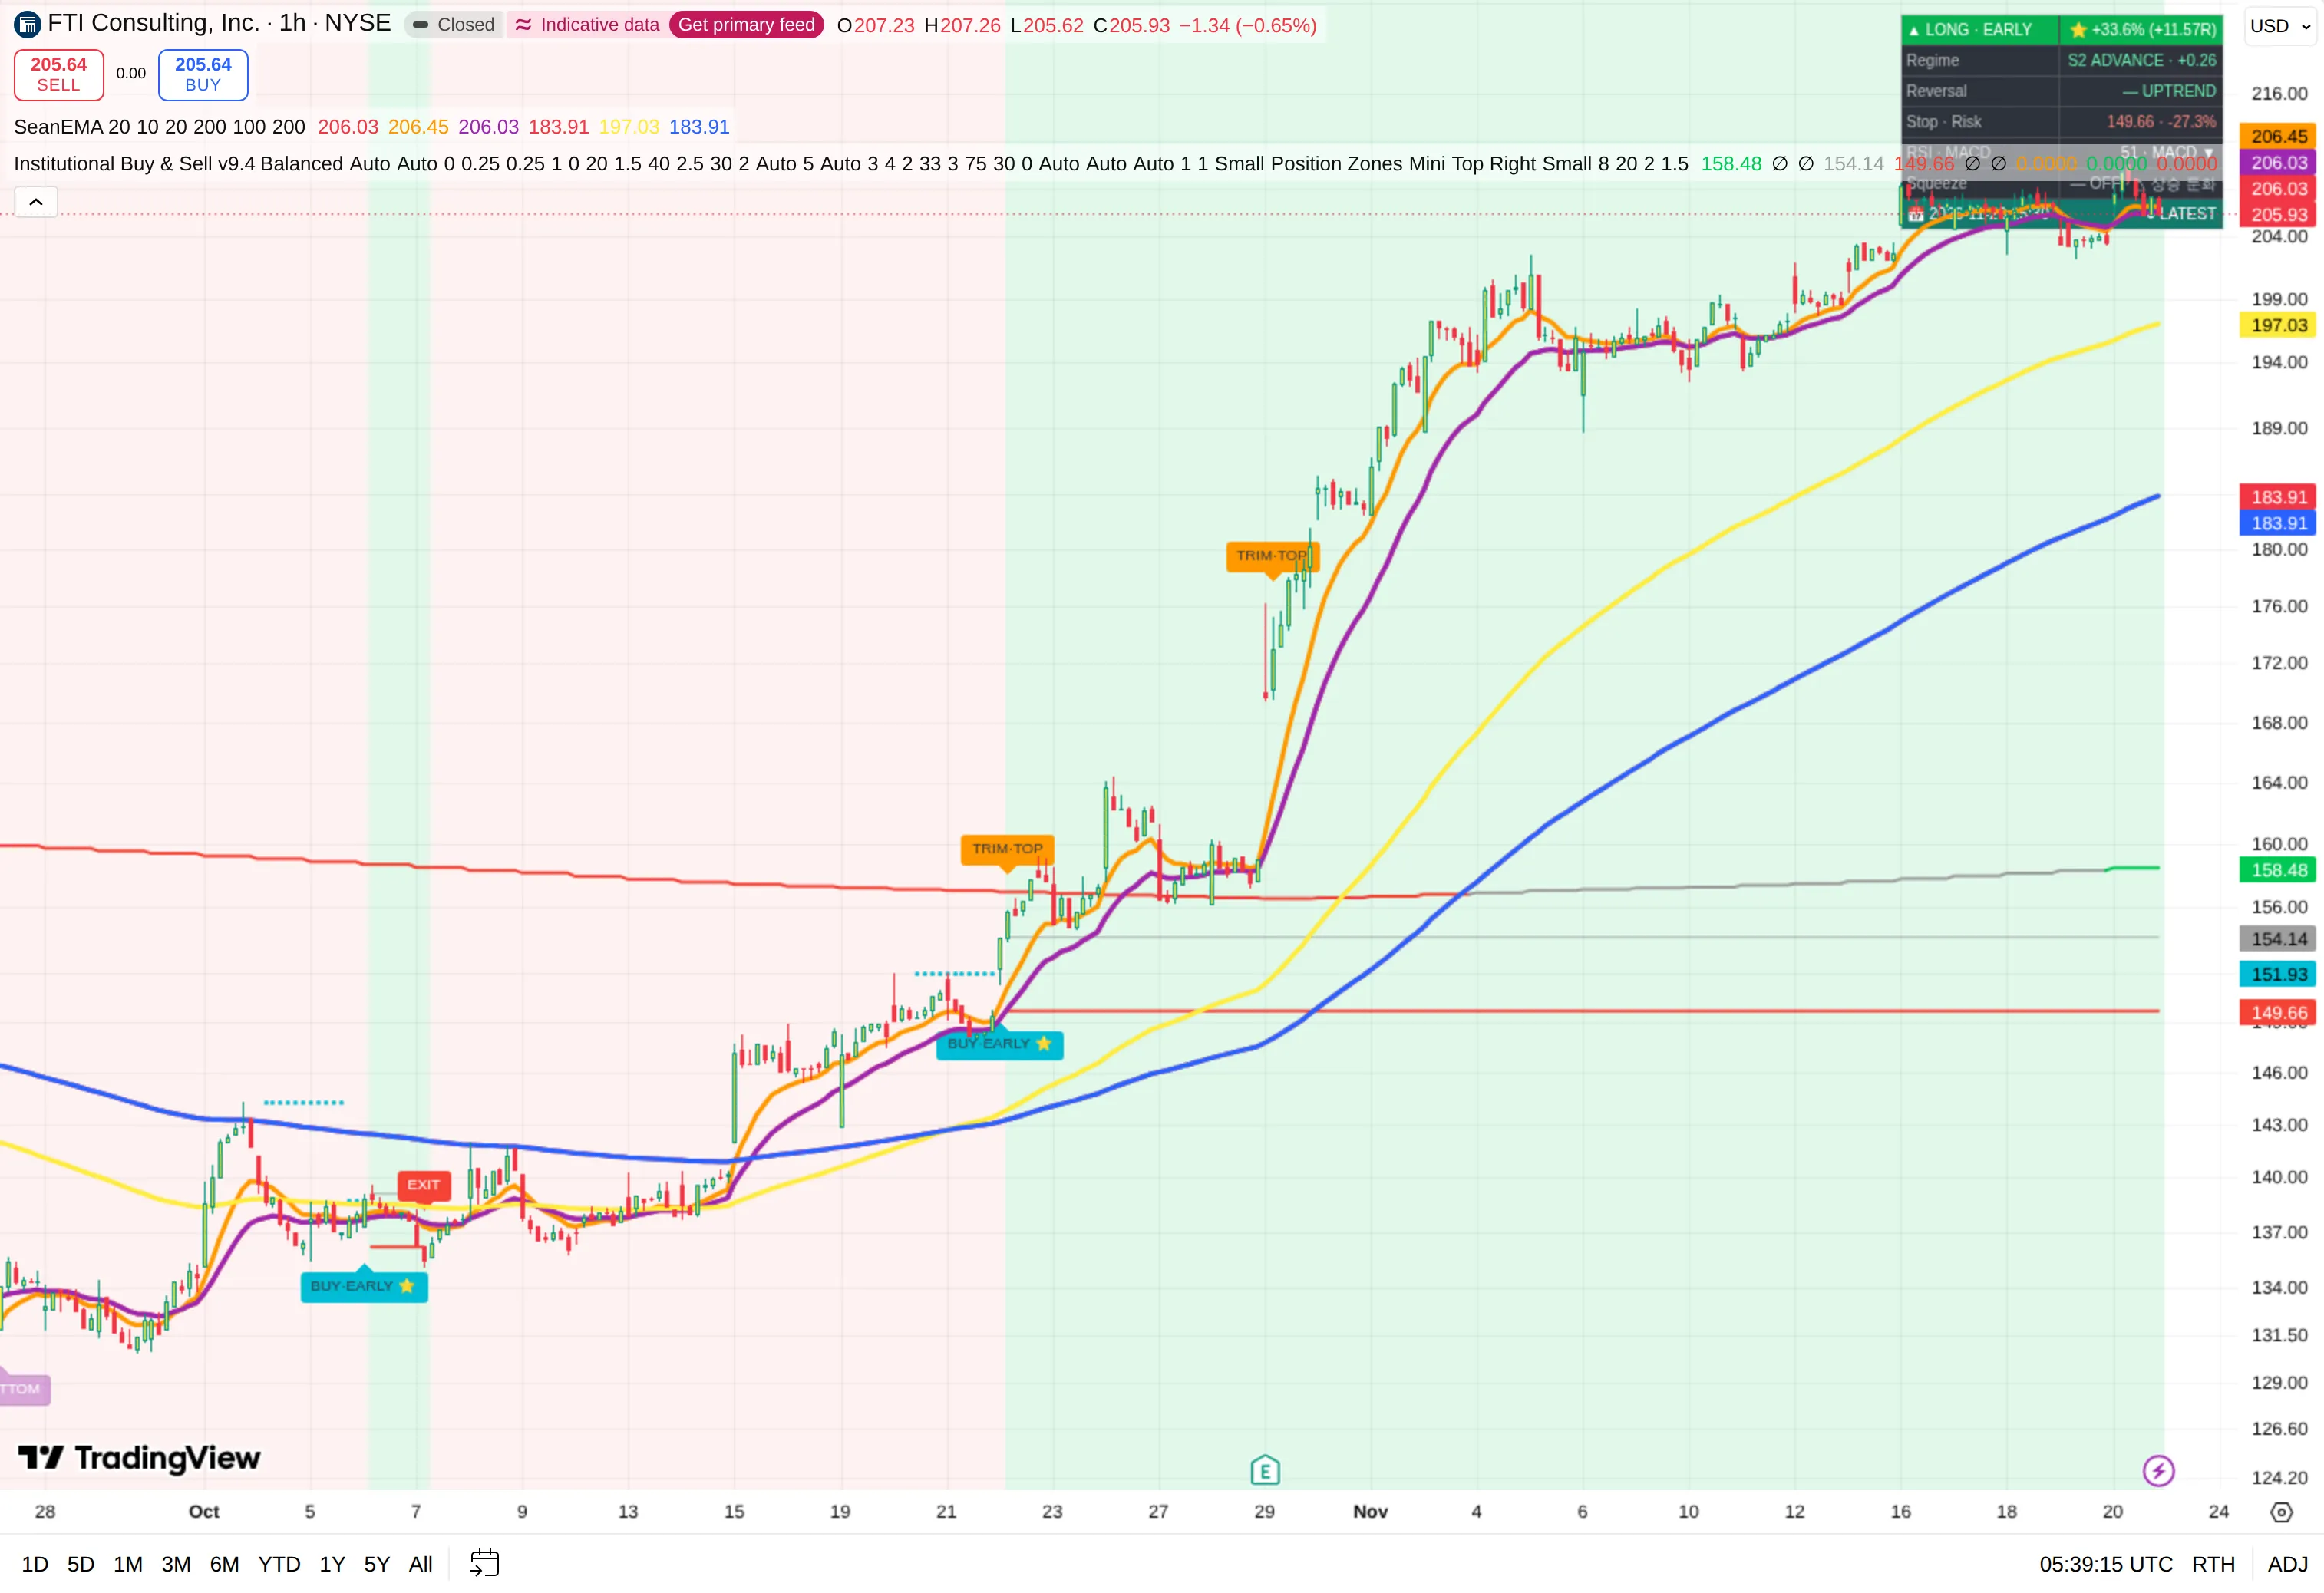 FTI Consulting, Inc. · 1h · NYSE Closed Indicative data Get primary feed O207.23 H207.26 L205.62 C205.93 −1.34 (−0.65%)
205.64 SELL
0.00
205.64 BUY
SeanEMA 20 10 20 200 100 200 206.03 206.45 206.03 183.91 197.03 183.91
Institutional Buy & Sell v9.4 Balanced Auto Auto 0 0.25 0.25 1 0 20 1.5 40 2.5 30 2 Auto 5 Auto 3 4 2 33 3 75 30 0 Auto Auto Auto 1 1 Small Position Zones Mini Top Right Small 8 20 2 1.5 158.48 ∅ ∅ 154.14 149.66 ∅ ∅ 0.0000 0.0000 0.0000
▲ LONG · EARLY ⭐ +33.6% (+11.57R)
Regime S2 ADVANCE · +0.26
Reversal — UPTREND
Stop · Risk 149.66 · -27.3%
RSI · MACD 51 · MACD ▼
Squeeze — OFF
LATEST
USD
216.00
206.45
206.03
206.03
205.93
204.00
199.00
197.03
194.00
189.00
183.91
183.91
180.00
176.00
172.00
168.00
164.00
160.00
158.48
156.00
154.14
151.93
149.66
146.00
143.00
140.00
137.00
134.00
131.50
129.00
126.60
124.20
TRIM·TOP
TRIM·TOP
BUY·EARLY ⭐
EXIT
BUY·EARLY ⭐
TTOM
TradingView
E
28 Oct 5 7 9 13 15 19 21 23 27 29 Nov 4 6 10 12 16 18 20 24
1D 5D 1M 3M 6M YTD 1Y 5Y All
05:39:15 UTC RTH ADJ